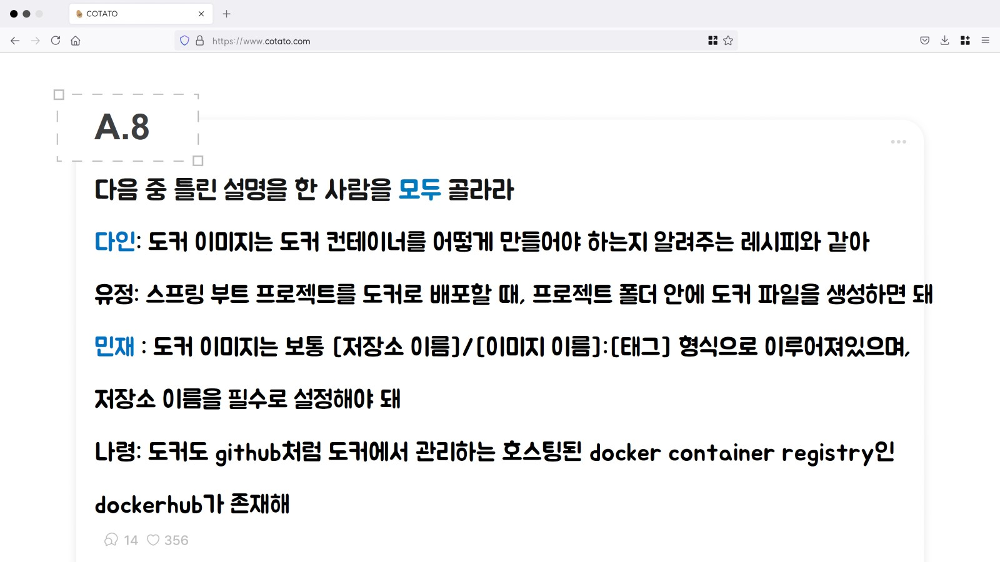 COTATO
https://www.cotato.com
A.8
다음 중 틀린 설명을 한 사람을 모두 골라라
다인: 도커 이미지는 도커 컨테이너를 어떻게 만들어야 하는지 알려주는 레시피와 같아
유정: 스프링 부트 프로젝트를 도커로 배포할 때, 프로젝트 폴더 안에 도커 파일을 생성하면 돼
민재 : 도커 이미지는 보통 [저장소 이름]/[이미지 이름]:[태그] 형식으로 이루어져있으며,
저장소 이름을 필수로 설정해야 돼
나령: 도커도 github처럼 도커에서 관리하는 호스팅된 docker container registry인
dockerhub가 존재해
14 356